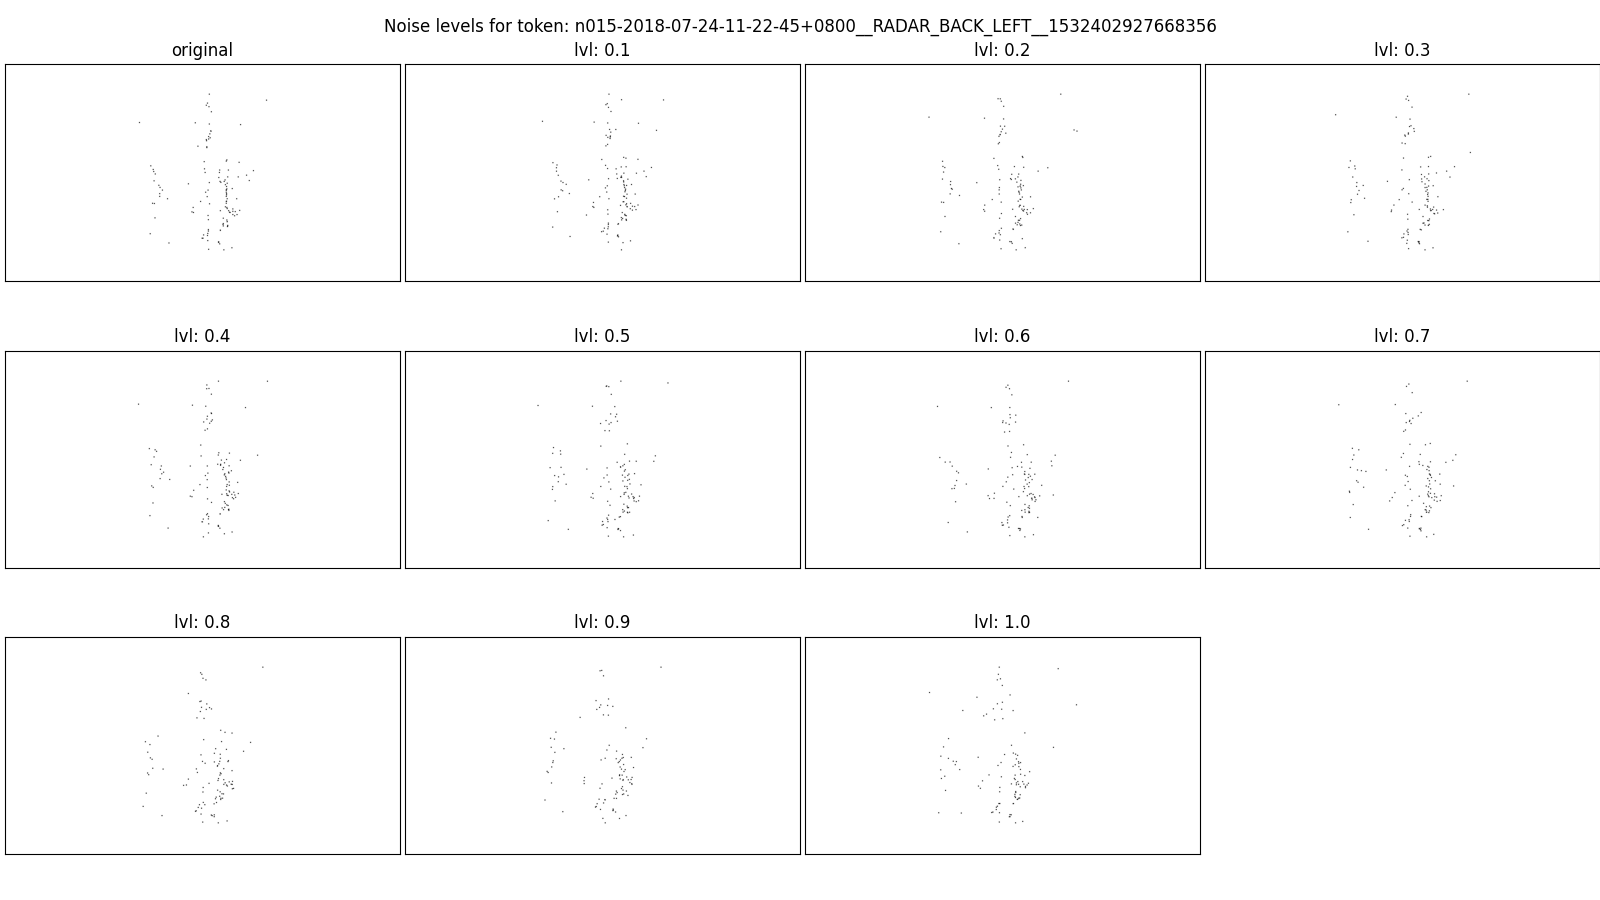 Noise levels for token: n015-2018-07-24-11-22-45+0800__RADAR_BACK_LEFT__1532402927668356
original
lvl: 0.1
lvl: 0.2
lvl: 0.3
lvl: 0.4
lvl: 0.5
lvl: 0.6
lvl: 0.7
lvl: 0.8
lvl: 0.9
lvl: 1.0